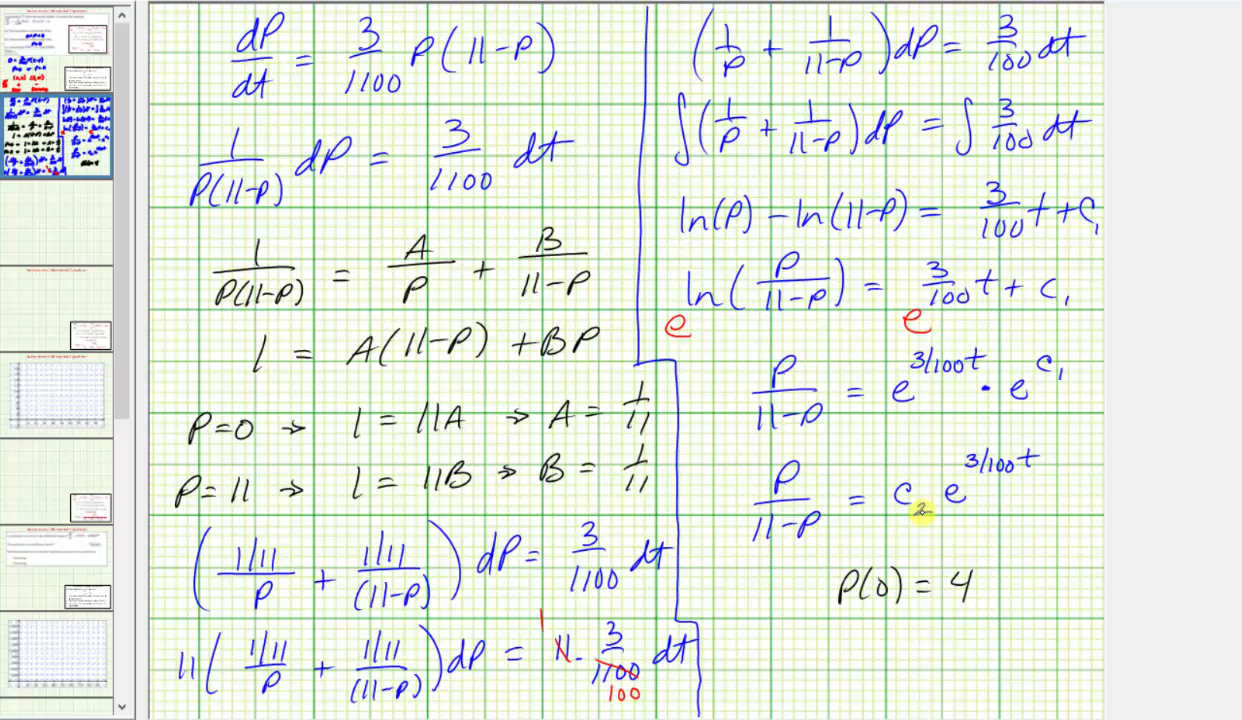 dP/dt = 3/1100 P(11-P)
1/P(11-P) dP = 3/1100 dt
1/P(11-P) = A/P + B/11-P
1 = A(11-P) + BP
P=0 → 1 = 11A → A = 1/11
P=11 → 1 = 11B → B = 1/11
(1/11/P + 1/11/(11-P)) dP = 3/1100 dt
11(1/11/P + 1/11/(11-P)) dP = 11 · 3/1100 dt
1
100
(1/P + 1/11-P) dP = 3/100 dt
∫(1/P + 1/11-P) dP = ∫ 3/100 dt
ln(P) - ln(11-P) = 3/100 t + C₁
ln(P/11-P) = 3/100 t + C₁
e e
P/11-P = e^3/100t · e^C₁
P/11-P = C₂ e^3/100t
P(0) = 4